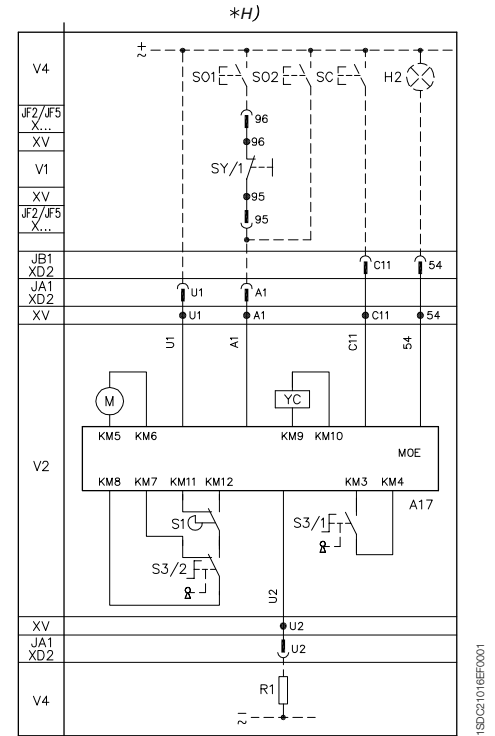 *H)
+
~
V4
SO1
SO2
SC
H2
JF2/JF5
X...
96
XV
96
V1
SY/1
XV
95
JF2/JF5
X...
95
JB1
XD2
C11
54
JA1
XD2
U1
A1
XV
U1
A1
C11
54
U1
A1
C11
54
M
YC
KM5
KM6
KM9
KM10
MOE
V2
KM8
KM7
KM11
KM12
KM3
KM4
A17
S1
S3/1
S3/2
U2
XV
U2
JA1
XD2
U2
V4
R1
–
~
1SDC21016EF0001